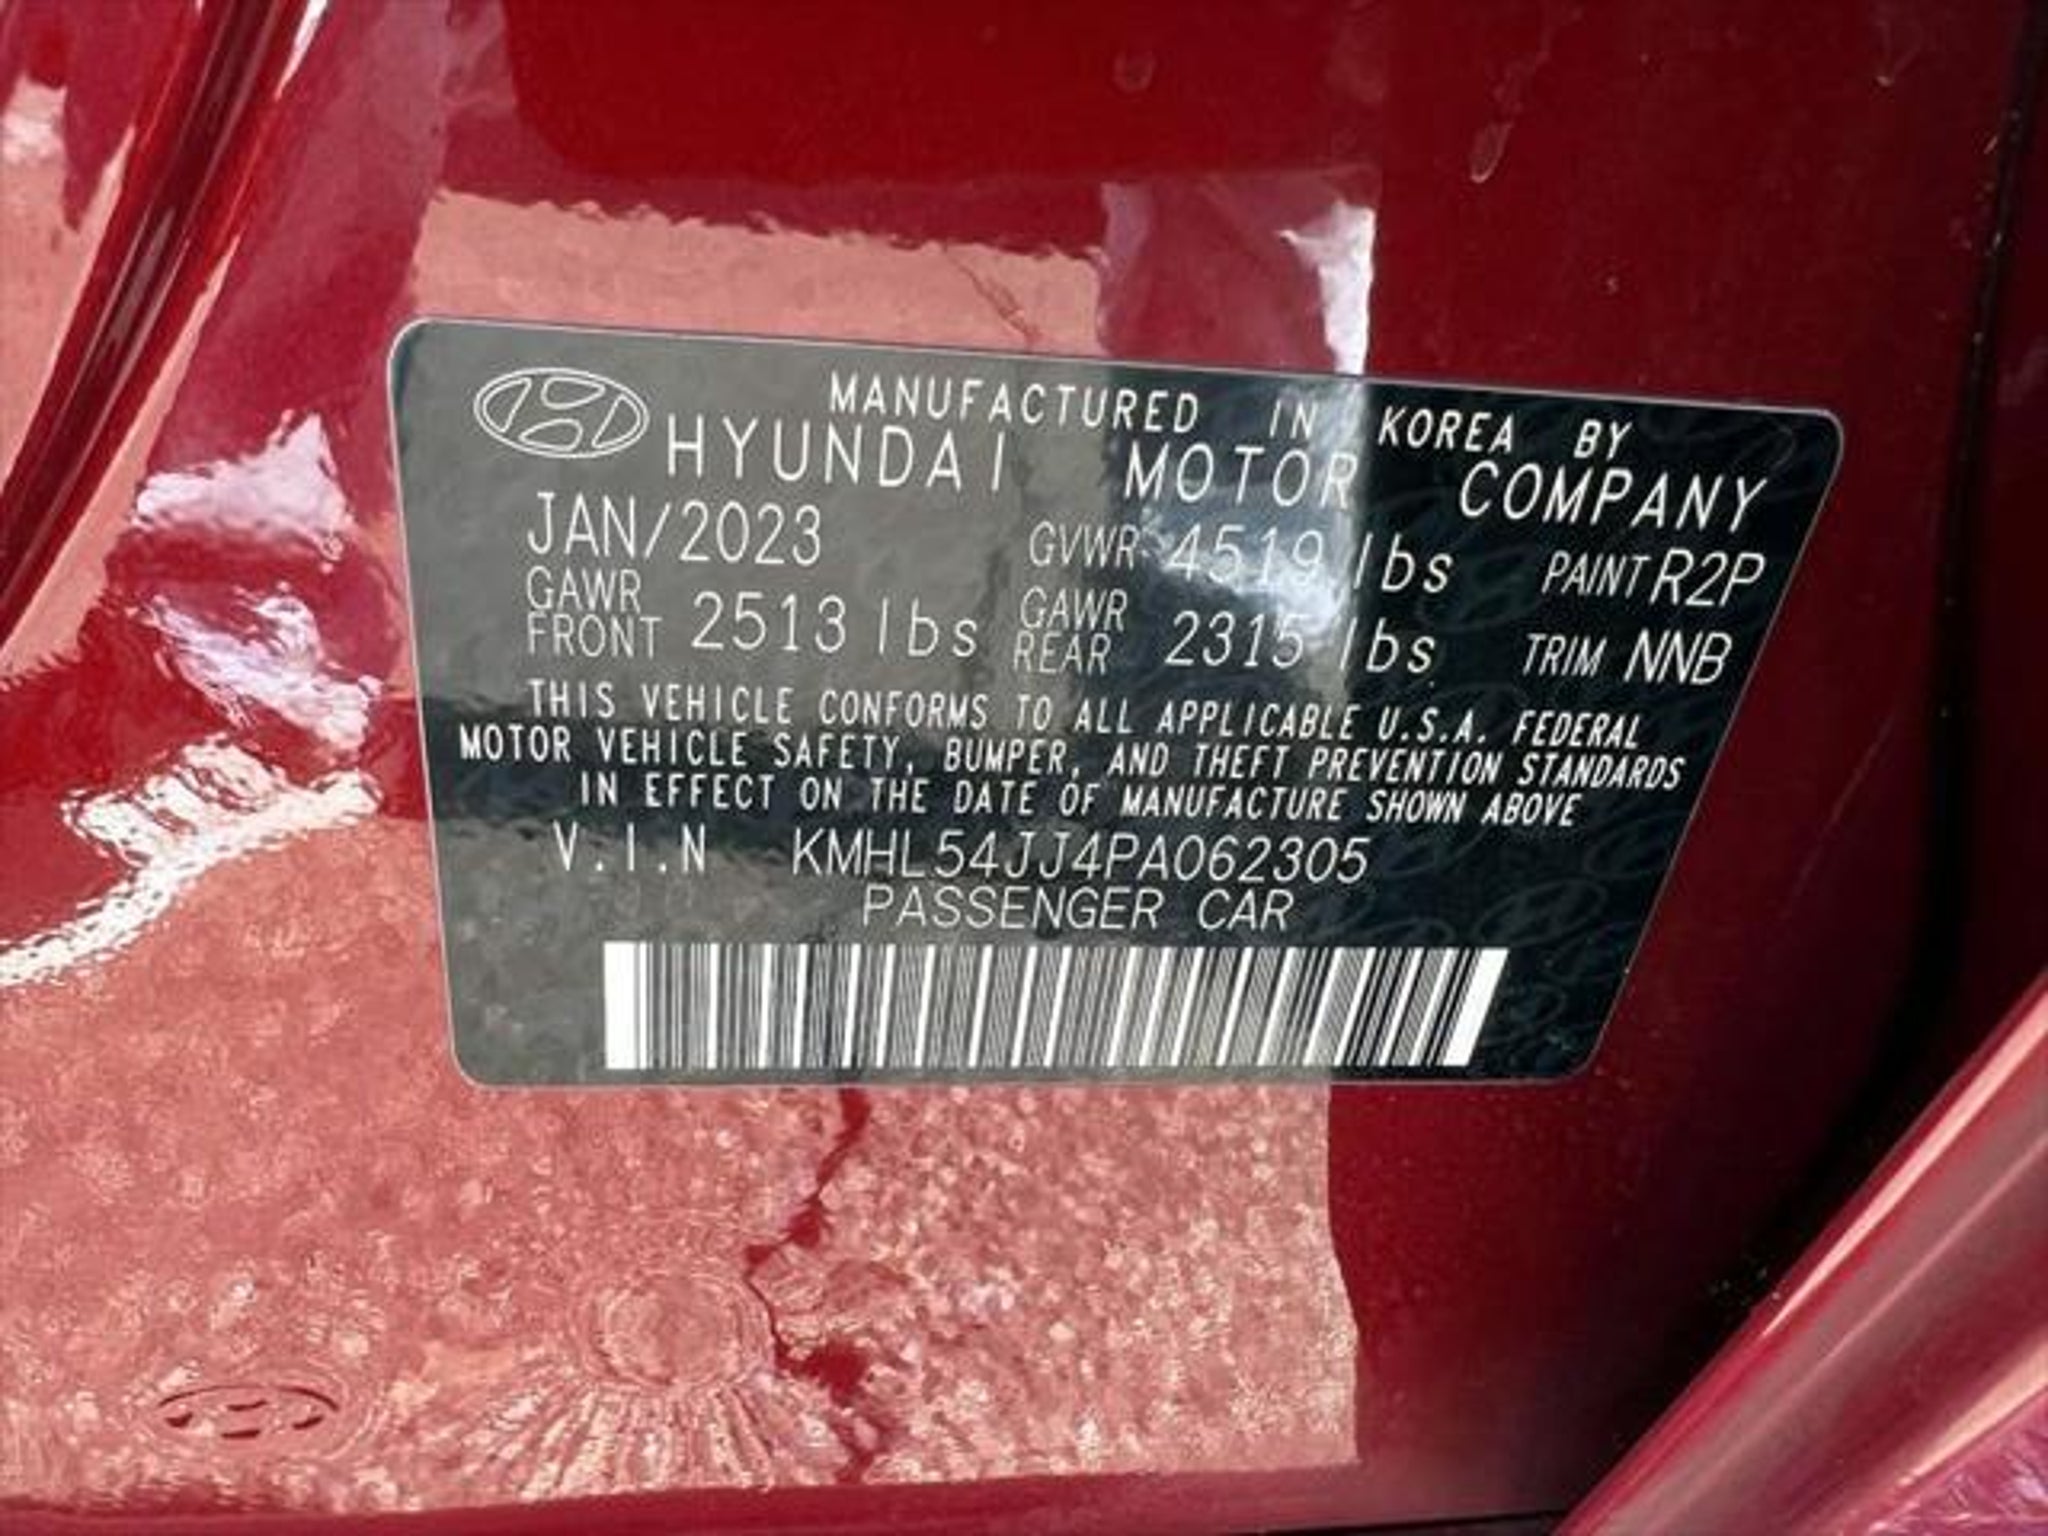 MANUFACTURED IN KOREA BY
HYUNDAI MOTOR COMPANY
JAN/2023 GVWR 4519 lbs PAINT R2P
GAWR FRONT 2513 lbs GAWR REAR 2315 lbs TRIM NNB
THIS VEHICLE CONFORMS TO ALL APPLICABLE U.S.A. FEDERAL
MOTOR VEHICLE SAFETY, BUMPER, AND THEFT PREVENTION STANDARDS
IN EFFECT ON THE DATE OF MANUFACTURE SHOWN ABOVE
V.I.N KMHL54JJ4PA062305
PASSENGER CAR